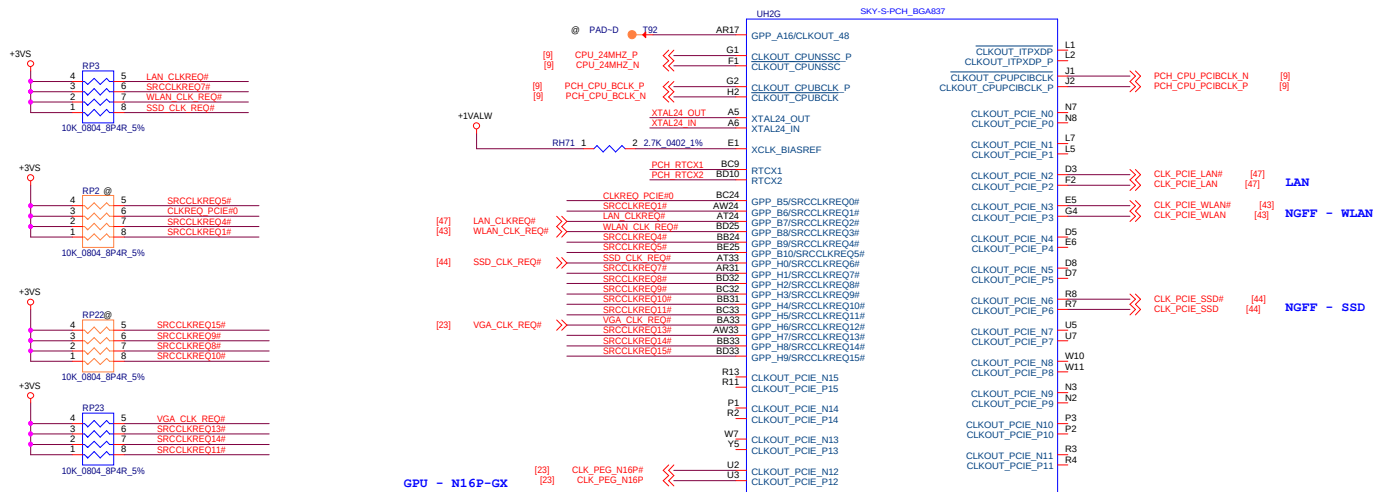 UH2G SKY-S-PCH_BGA837
@ PAD~D T92 AR17 GPP_A16/CLKOUT_48
[9] CPU_24MHZ_P G1 CLKOUT_CPUNSSC_P
[9] CPU_24MHZ_N F1 CLKOUT_CPUNSSC
[9] PCH_CPU_BCLK_P G2 CLKOUT_CPUBCLK_P
[9] PCH_CPU_BCLK_N H2 CLKOUT_CPUBCLK
XTAL24_OUT A5 XTAL24_OUT
XTAL24_IN A6 XTAL24_IN
+1VALW
RH71 1 2 2.7K_0402_1% E1 XCLK_BIASREF
PCH_RTCX1 BC9 RTCX1
PCH_RTCX2 BD10 RTCX2
CLKREQ_PCIE#0 BC24 GPP_B5/SRCCLKREQ0#
SRCCLKREQ1# AW24 GPP_B6/SRCCLKREQ1#
[47] LAN_CLKREQ# LAN_CLKREQ# AT24 GPP_B7/SRCCLKREQ2#
[43] WLAN_CLK_REQ# WLAN_CLK_REQ# BD25 GPP_B8/SRCCLKREQ3#
SRCCLKREQ4# BB24 GPP_B9/SRCCLKREQ4#
SRCCLKREQ5# BE25 GPP_B10/SRCCLKREQ5#
[44] SSD_CLK_REQ# SSD_CLK_REQ# AT33 GPP_H0/SRCCLKREQ6#
SRCCLKREQ7# AR31 GPP_H1/SRCCLKREQ7#
SRCCLKREQ8# BD32 GPP_H2/SRCCLKREQ8#
SRCCLKREQ9# BC32 GPP_H3/SRCCLKREQ9#
SRCCLKREQ10# BB31 GPP_H4/SRCCLKREQ10#
SRCCLKREQ11# BC33 GPP_H5/SRCCLKREQ11#
[23] VGA_CLK_REQ# VGA_CLK_REQ# BA33 GPP_H6/SRCCLKREQ12#
SRCCLKREQ13# AW33 GPP_H7/SRCCLKREQ13#
SRCCLKREQ14# BB33 GPP_H8/SRCCLKREQ14#
SRCCLKREQ15# BD33 GPP_H9/SRCCLKREQ15#
R13 CLKOUT_PCIE_N15
R11 CLKOUT_PCIE_P15
P1 CLKOUT_PCIE_N14
R2 CLKOUT_PCIE_P14
W7 CLKOUT_PCIE_N13
Y5 CLKOUT_PCIE_P13
[23] CLK_PEG_N16P# U2 CLKOUT_PCIE_N12
[23] CLK_PEG_N16P U3 CLKOUT_PCIE_P12
GPU - N16P-GX
CLKOUT_ITPXDP L1
CLKOUT_ITPXDP_P L2
CLKOUT_CPUPCIBCLK J1 PCH_CPU_PCIBCLK_N [9]
CLKOUT_CPUPCIBCLK_P J2 PCH_CPU_PCIBCLK_P [9]
CLKOUT_PCIE_N0 N7
CLKOUT_PCIE_P0 N8
CLKOUT_PCIE_N1 L7
CLKOUT_PCIE_P1 L5
CLKOUT_PCIE_N2 D3 CLK_PCIE_LAN# [47]
CLKOUT_PCIE_P2 F2 CLK_PCIE_LAN [47]
LAN
CLKOUT_PCIE_N3 E5 CLK_PCIE_WLAN# [43]
CLKOUT_PCIE_P3 G4 CLK_PCIE_WLAN [43]
NGFF - WLAN
CLKOUT_PCIE_N4 D5
CLKOUT_PCIE_P4 E6
CLKOUT_PCIE_N5 D8
CLKOUT_PCIE_P5 D7
CLKOUT_PCIE_N6 R8 CLK_PCIE_SSD# [44]
CLKOUT_PCIE_P6 R7 CLK_PCIE_SSD [44]
NGFF - SSD
CLKOUT_PCIE_N7 U5
CLKOUT_PCIE_P7 U7
CLKOUT_PCIE_N8 W10
CLKOUT_PCIE_P8 W11
CLKOUT_PCIE_N9 N3
CLKOUT_PCIE_P9 N2
CLKOUT_PCIE_N10 P3
CLKOUT_PCIE_P10 P2
CLKOUT_PCIE_N11 R3
CLKOUT_PCIE_P11 R4
+3VS
RP3
4 5 LAN_CLKREQ#
3 6 SRCCLKREQ7#
2 7 WLAN_CLK_REQ#
1 8 SSD_CLK_REQ#
10K_0804_8P4R_5%
+3VS
RP2 @
4 5 SRCCLKREQ5#
3 6 CLKREQ_PCIE#0
2 7 SRCCLKREQ4#
1 8 SRCCLKREQ1#
10K_0804_8P4R_5%
+3VS
RP22@
4 5 SRCCLKREQ15#
3 6 SRCCLKREQ9#
2 7 SRCCLKREQ8#
1 8 SRCCLKREQ10#
10K_0804_8P4R_5%
+3VS
RP23
4 5 VGA_CLK_REQ#
3 6 SRCCLKREQ13#
2 7 SRCCLKREQ14#
1 8 SRCCLKREQ11#
10K_0804_8P4R_5%